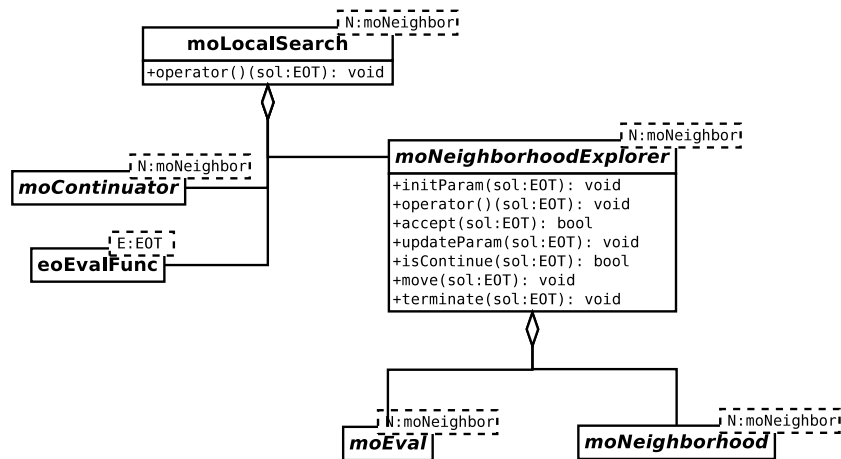 N:moNeighbor
moLocalSearch
+operator()(sol:EOT): void
N:moNeighbor
moNeighborhoodExplorer
+initParam(sol:EOT): void
+operator()(sol:EOT): void
+accept(sol:EOT): bool
+updateParam(sol:EOT): void
+isContinue(sol:EOT): bool
+move(sol:EOT): void
+terminate(sol:EOT): void
N:moNeighbor
moContinuator
E:EOT
eoEvalFunc
N:moNeighbor
moEval
N:moNeighbor
moNeighborhood